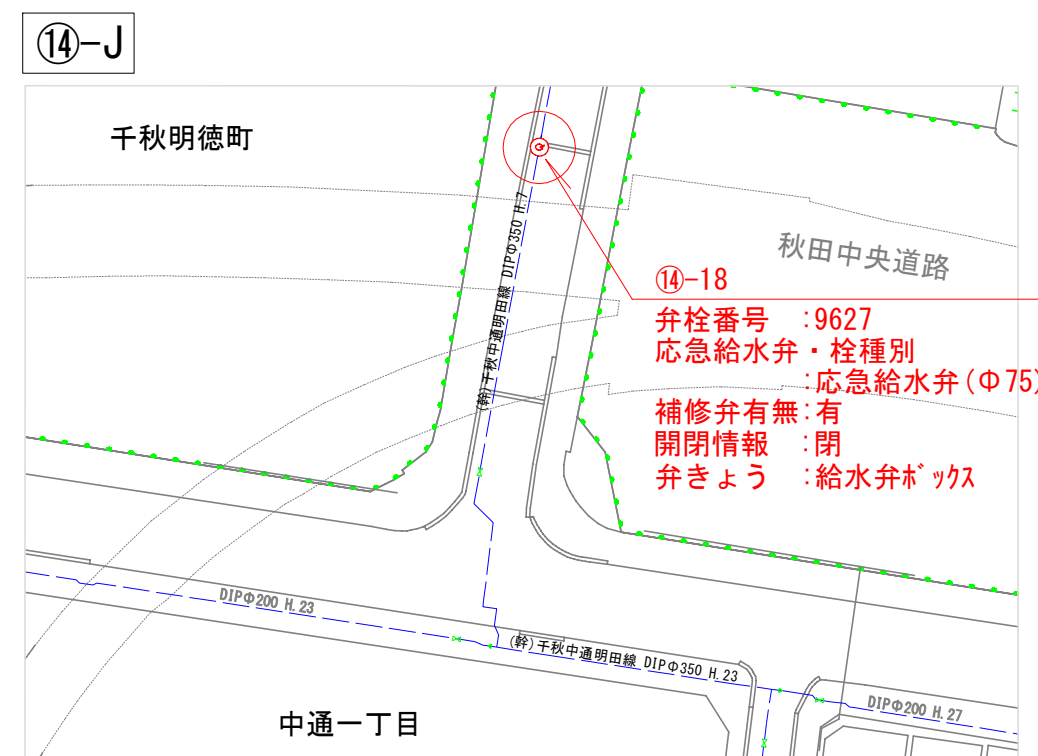 ⑭-J
千秋明徳町
(幹)千秋中通明田線 DIPΦ350 H.7
秋田中央道路
⑭-18
弁栓番号 :9627
応急給水弁・栓種別
:応急給水弁(Φ75)
補修弁有無:有
開閉情報 :閉
弁きょう :給水弁ボックス
DIPΦ200 H.23
(幹)千秋中通明田線 DIPΦ350 H.23
DIPΦ200 H.27
中通一丁目